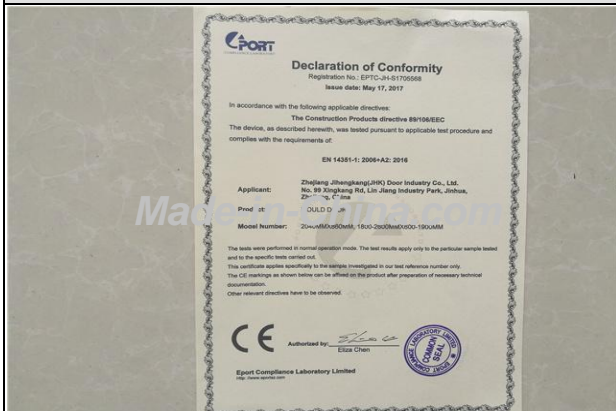 EPORT
Declaration of Conformity
Registration No.: EPTC-JH-S1705568
Issue date: May 17, 2017
In accordance with the following applicable directives:
The Construction Products directive 89/106/EEC
The device, as described herewith, was tested pursuant to applicable test procedure and
complies with the requirements of:
EN 14351-1: 2006+A2: 2016
Applicant: Zhejiang Jihengkang(JHK) Door Industry Co., Ltd.
No. 99 Xingkang Rd, Lin Jiang Industry Park, Jinhua,
Zhejiang, China
Made-in-China.com
Product:
Model Number:
The tests were performed in normal operation mode. The test results apply only to the particular sample tested
and to the specific tests carried out.
This certificate applies specifically to the sample investigated in our test reference number only.
The CE markings as shown below can be affixed on the product after preparation of necessary technical
documentation.
Other relevant directives have to be observed.
CE
Authorized by:
Eliza Chen
EPORT COMPLIANCE LABORATORY LIMITED
COMMON
SEAL
Eport Compliance Laboratory Limited